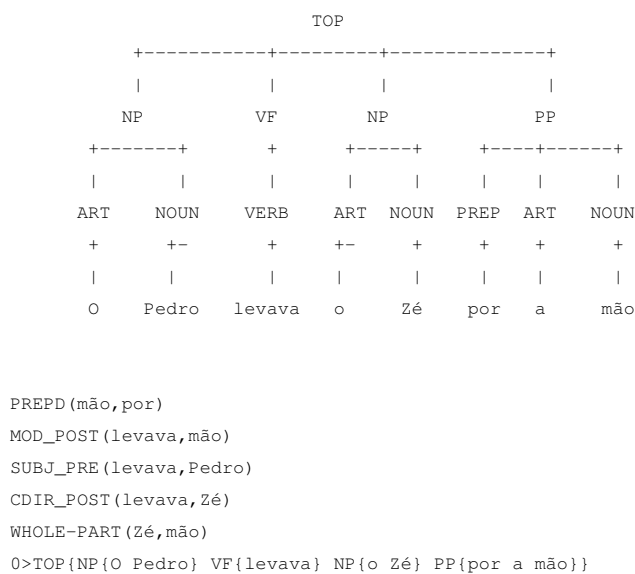 TOP
+-----------+---------+--------------+
| | | |
NP VF NP PP
+-------+ + +-----+ +----+------+
| | | | | | | |
ART NOUN VERB ART NOUN PREP ART NOUN
+ +- + +- + + + +
| | | | | | | |
O Pedro levava o Zé por a mão
PREPD(mão,por)
MOD_POST(levava,mão)
SUBJ_PRE(levava,Pedro)
CDIR_POST(levava,Zé)
WHOLE-PART(Zé,mão)
0>TOP{NP{O Pedro} VF{levava} NP{o Zé} PP{por a mão}}